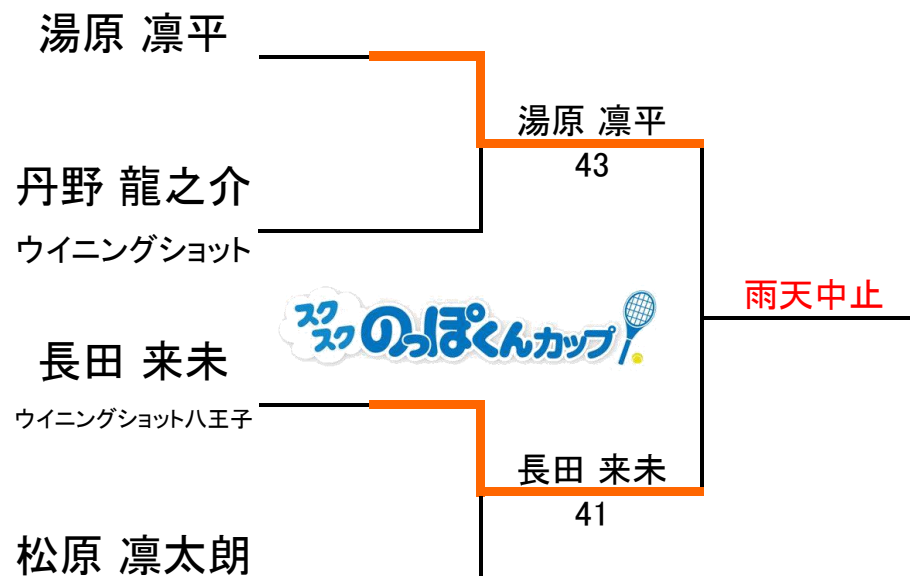 湯原 凛平
湯原 凛平
43
丹野 龍之介
ウイニングショット
雨天中止
スク
スク のっぽくんカップ
長田 来未
ウイニングショット八王子
長田 来未
41
松原 凛太朗